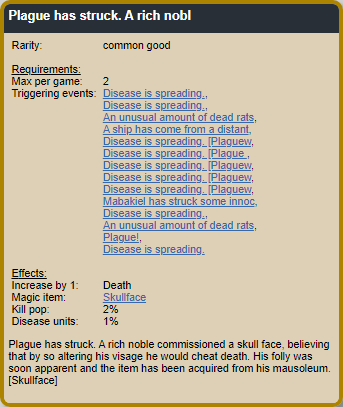 Plague has struck. A rich nobl
Rarity: common good
Requirements:
Max per game: 2
Triggering events: Disease is spreading.,
Disease is spreading.,
An unusual amount of dead rats,
A ship has come from a distant,
Disease is spreading. [Plaguew,
Disease is spreading. [Plague ,
Disease is spreading. [Plaguew,
Disease is spreading. [Plaguew,
Disease is spreading. [Plaguew,
Mabakiel has struck some innoc,
Disease is spreading.,
An unusual amount of dead rats,
Plague!,
Disease is spreading.
Effects:
Increase by 1: Death
Magic item: Skullface
Kill pop: 2%
Disease units: 1%
Plague has struck. A rich noble commissioned a skull face, believing
that by so altering his visage he would cheat death. His folly was
soon apparent and the item has been acquired from his mausoleum.
[Skullface]